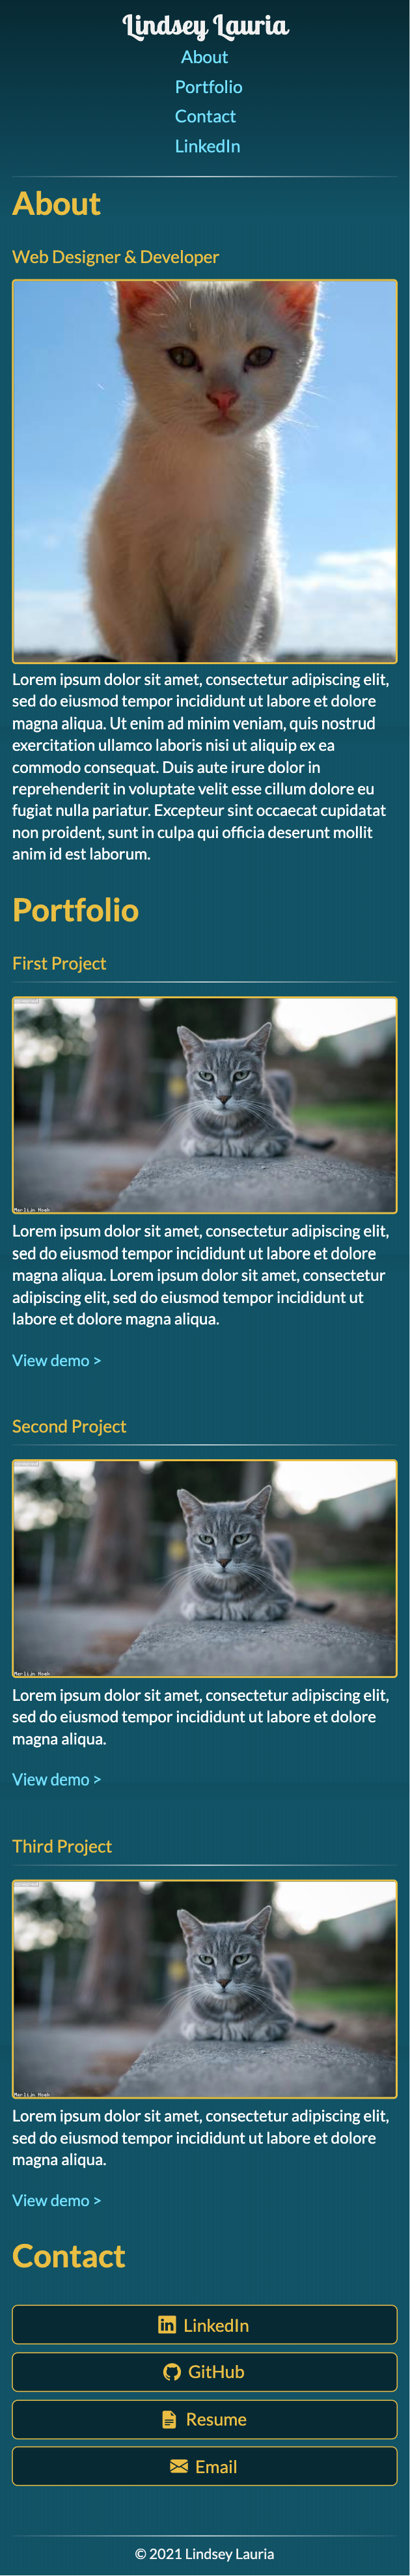 Lindsey Lauria
About
Portfolio
Contact
LinkedIn
About
Web Designer & Developer
Lorem ipsum dolor sit amet, consectetur adipiscing elit,
sed do eiusmod tempor incididunt ut labore et dolore
magna aliqua. Ut enim ad minim veniam, quis nostrud
exercitation ullamco laboris nisi ut aliquip ex ea
commodo consequat. Duis aute irure dolor in
reprehenderit in voluptate velit esse cillum dolore eu
fugiat nulla pariatur. Excepteur sint occaecat cupidatat
non proident, sunt in culpa qui officia deserunt mollit
anim id est laborum.
Portfolio
First Project
Merlijn Hoek
Lorem ipsum dolor sit amet, consectetur adipiscing elit,
sed do eiusmod tempor incididunt ut labore et dolore
magna aliqua. Lorem ipsum dolor sit amet, consectetur
adipiscing elit, sed do eiusmod tempor incididunt ut
labore et dolore magna aliqua.
View demo >
Second Project
Merlijn Hoek
Lorem ipsum dolor sit amet, consectetur adipiscing elit,
sed do eiusmod tempor incididunt ut labore et dolore
magna aliqua.
View demo >
Third Project
Merlijn Hoek
Lorem ipsum dolor sit amet, consectetur adipiscing elit,
sed do eiusmod tempor incididunt ut labore et dolore
magna aliqua.
View demo >
Contact
LinkedIn
GitHub
Resume
Email
© 2021 Lindsey Lauria